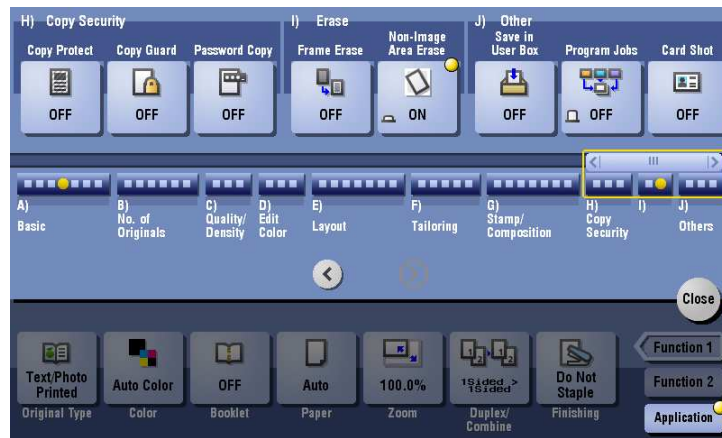 H) Copy Security
I) Erase
J) Other
Copy Protect
Copy Guard
Password Copy
Frame Erase
Non-Image
Area Erase
Save in
User Box
Program Jobs
Card Shot
OFF
OFF
OFF
OFF
ON
OFF
OFF
OFF
A)
Basic
B)
No. of
Originals
C)
Quality/
Density
D)
Edit
Color
E)
Layout
F)
Tailoring
G)
Stamp/
Composition
H)
Copy
Security
I)
J)
Others
Close
Text/Photo
Printed
Original Type
Auto Color
Color
OFF
Booklet
Auto
Paper
100.0%
Zoom
1Sided >
1Sided
Duplex/
Combine
Do Not
Staple
Finishing
Function 1
Function 2
Application